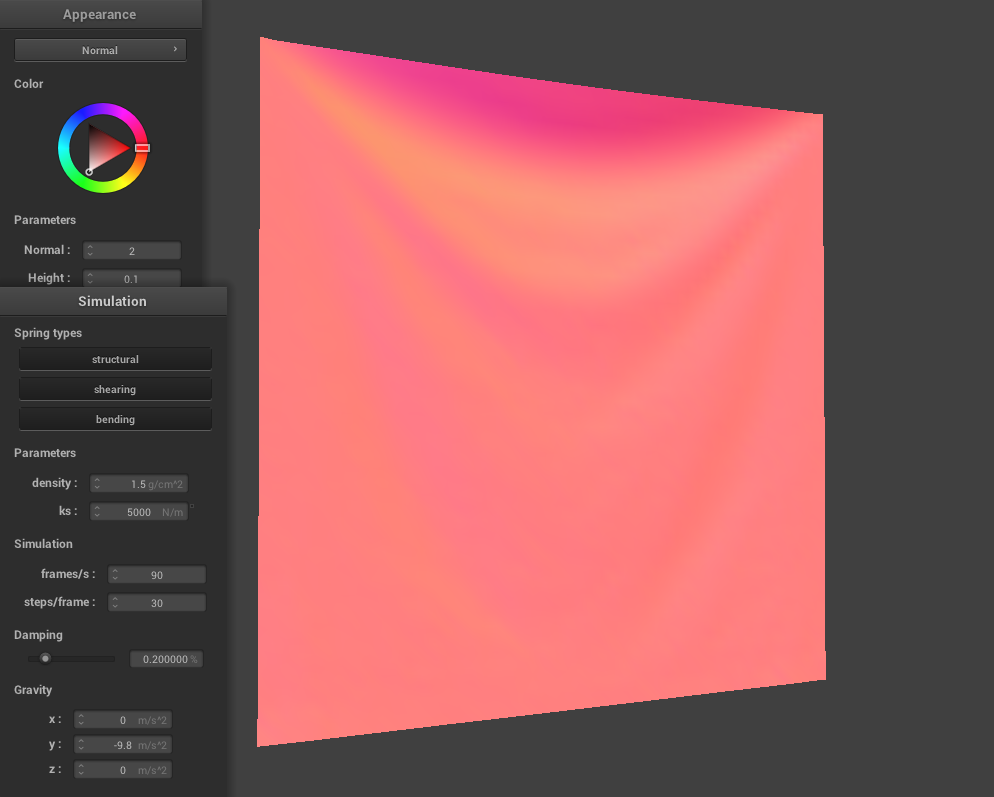 Appearance
Normal
Color
Parameters
Normal : 2
Height : 0.1
Simulation
Spring types
structural
shearing
bending
Parameters
density : 1.5 g/cm^2
ks : 5000 N/m
Simulation
frames/s : 90
steps/frame : 30
Damping
0.200000 %
Gravity
x : 0 m/s^2
y : -9.8 m/s^2
z : 0 m/s^2